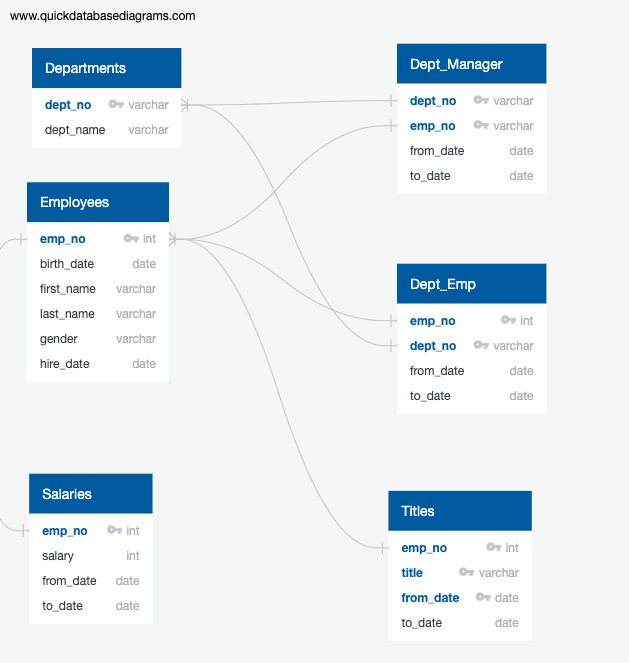 www.quickdatabasediagrams.com
Departments
dept_no varchar
dept_name varchar
Dept_Manager
dept_no varchar
emp_no varchar
from_date date
to_date date
Employees
emp_no int
birth_date date
first_name varchar
last_name varchar
gender varchar
hire_date date
Dept_Emp
emp_no int
dept_no varchar
from_date date
to_date date
Salaries
emp_no int
salary int
from_date date
to_date date
Titles
emp_no int
title varchar
from_date date
to_date date